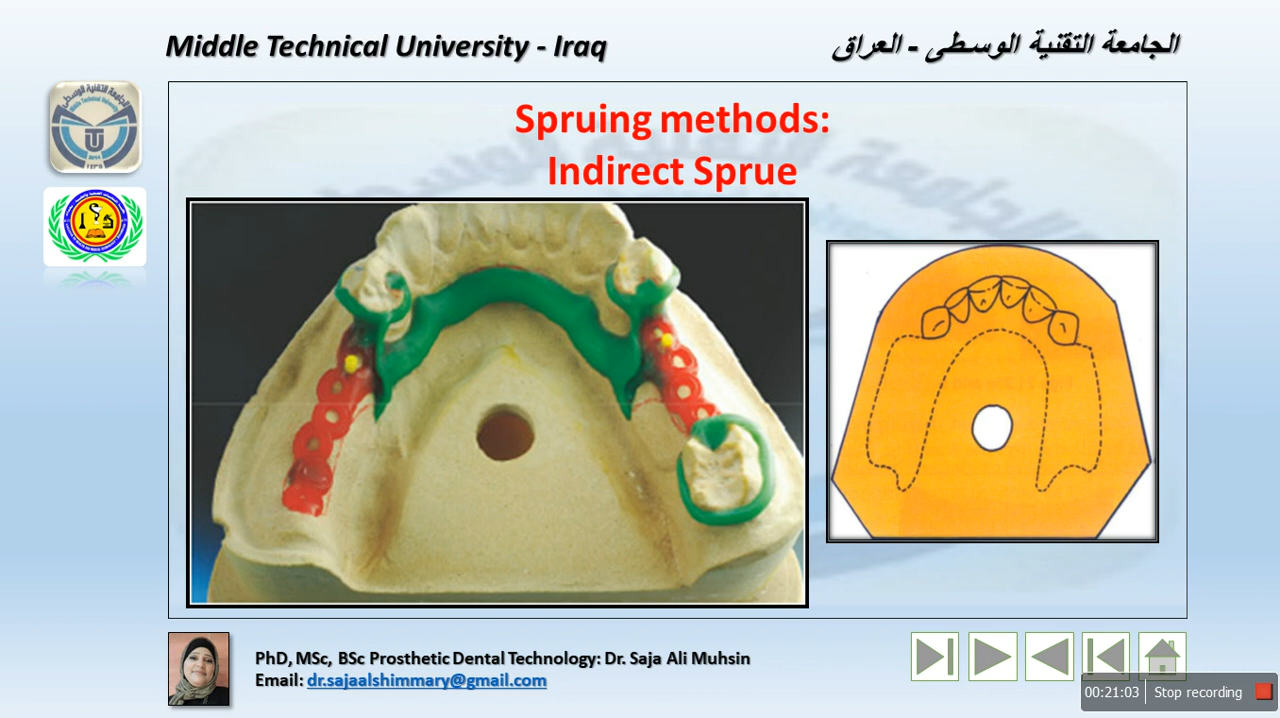 Middle Technical University - Iraq
الجامعة التقنية الوسطى - العراق
Spruing methods:
Indirect Sprue
PhD, MSc, BSc Prosthetic Dental Technology: Dr. Saja Ali Muhsin
Email: dr.sajaalshimmary@gmail.com
00:21:03 Stop recording